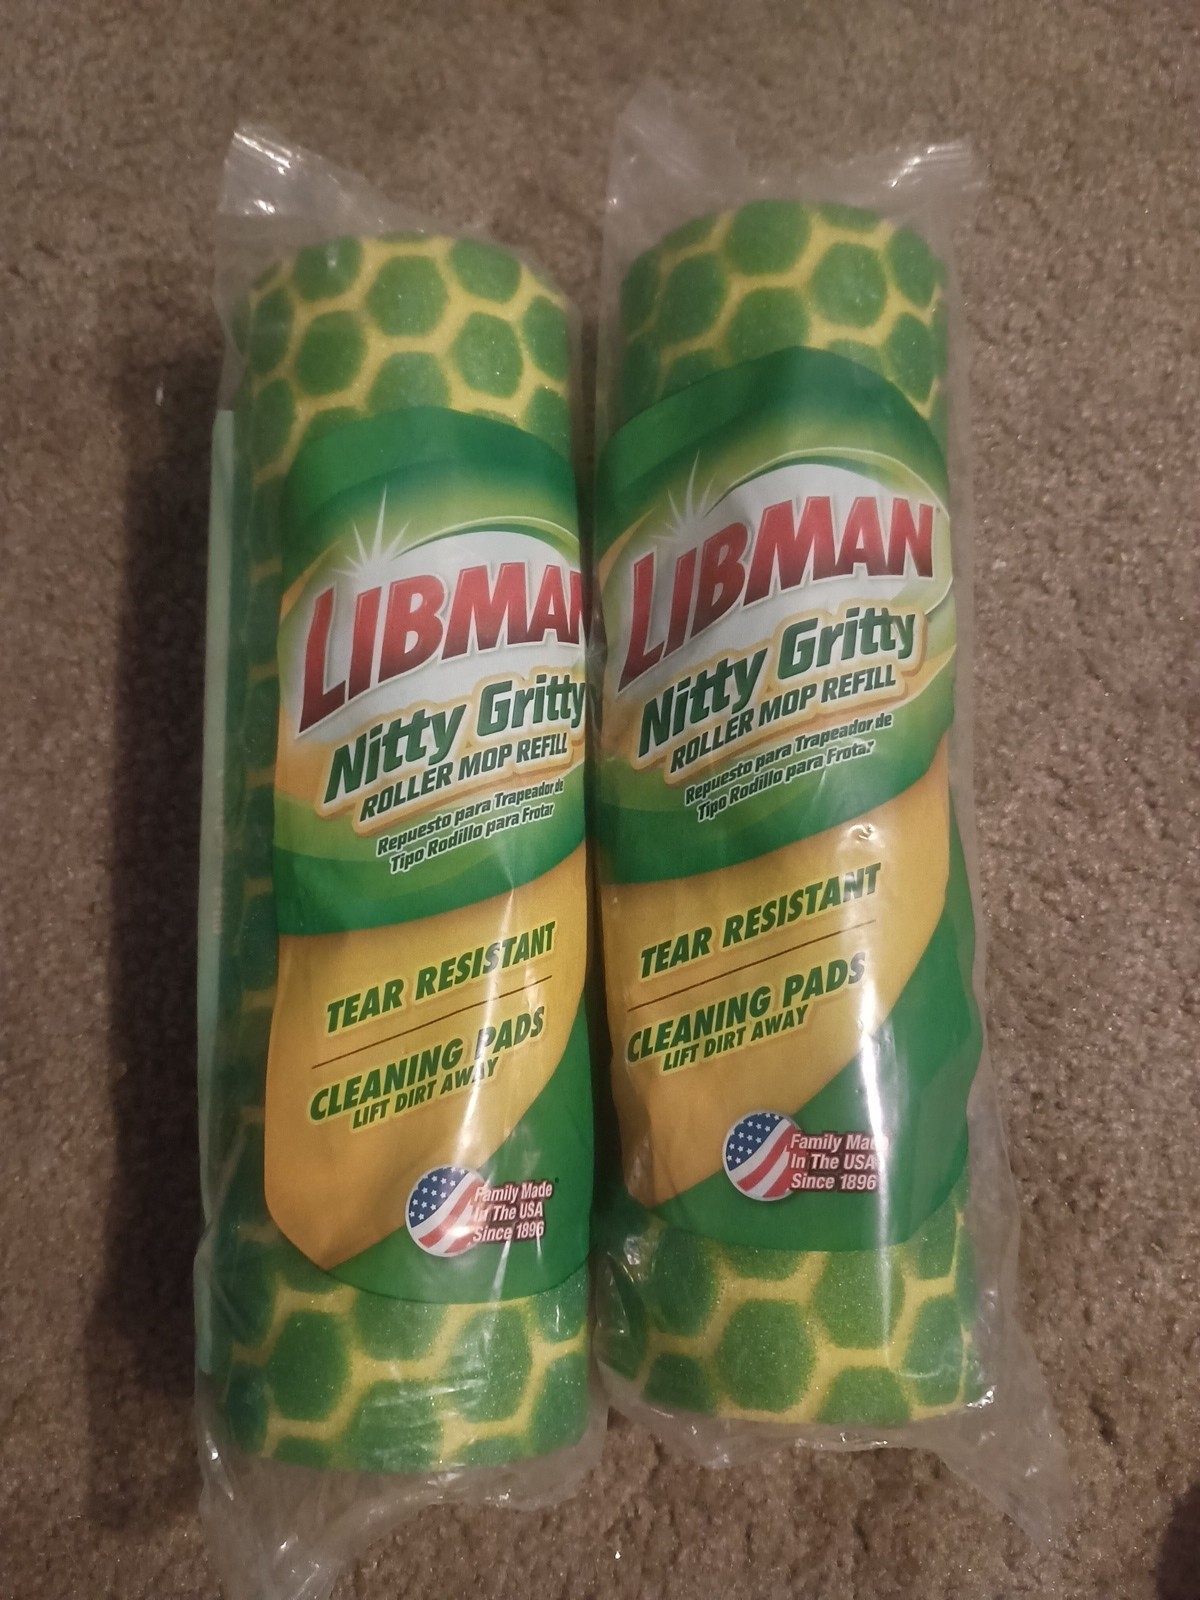 LIBMAN
Nitty Gritty
ROLLER MOP REFILL
Repuesto para Trapeador de
Tipo Rodillo para Frotar
TEAR RESISTANT
CLEANING PADS
LIFT DIRT AWAY
Family Made
In The USA
Since 1896
LIBMAN
Nitty Gritty
ROLLER MOP REFILL
Repuesto para Trapeador de
Tipo Rodillo para Frotar
TEAR RESISTANT
CLEANING PADS
LIFT DIRT AWAY
Family Made
In The USA
Since 1896